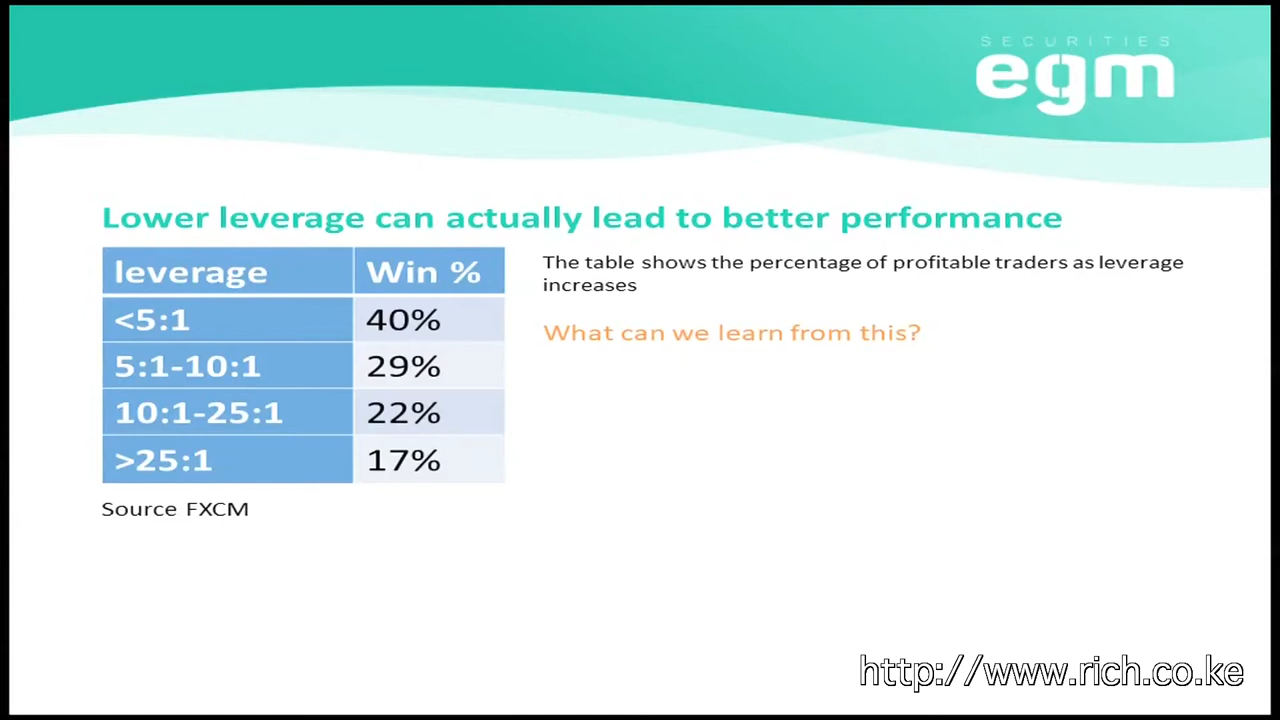 SECURITIES
egm
Lower leverage can actually lead to better performance
leverage Win %
<5:1 40%
5:1-10:1 29%
10:1-25:1 22%
>25:1 17%
Source FXCM
The table shows the percentage of profitable traders as leverage
increases
What can we learn from this?
http://www.rich.co.ke